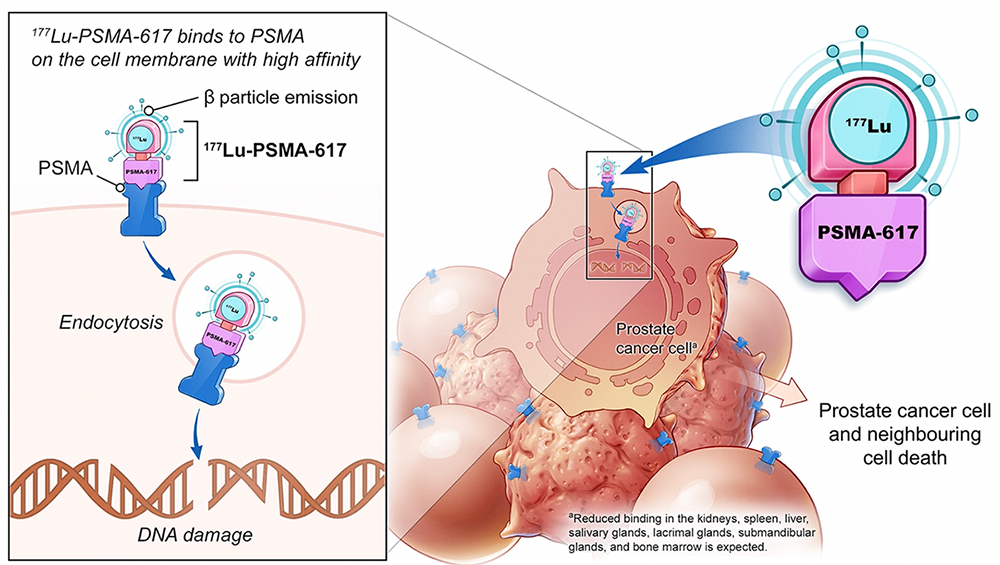 ¹⁷⁷Lu-PSMA-617 binds to PSMA
on the cell membrane with high affinity
β particle emission
¹⁷⁷Lu
¹⁷⁷Lu-PSMA-617
PSMA
PSMA-617
Endocytosis
¹⁷⁷Lu
PSMA-617
DNA damage
¹⁷⁷Lu
PSMA-617
Prostate
cancer cellᵃ
Prostate cancer cell
and neighbouring
cell death
ᵃReduced binding in the kidneys, spleen, liver,
salivary glands, lacrimal glands, submandibular
glands, and bone marrow is expected.